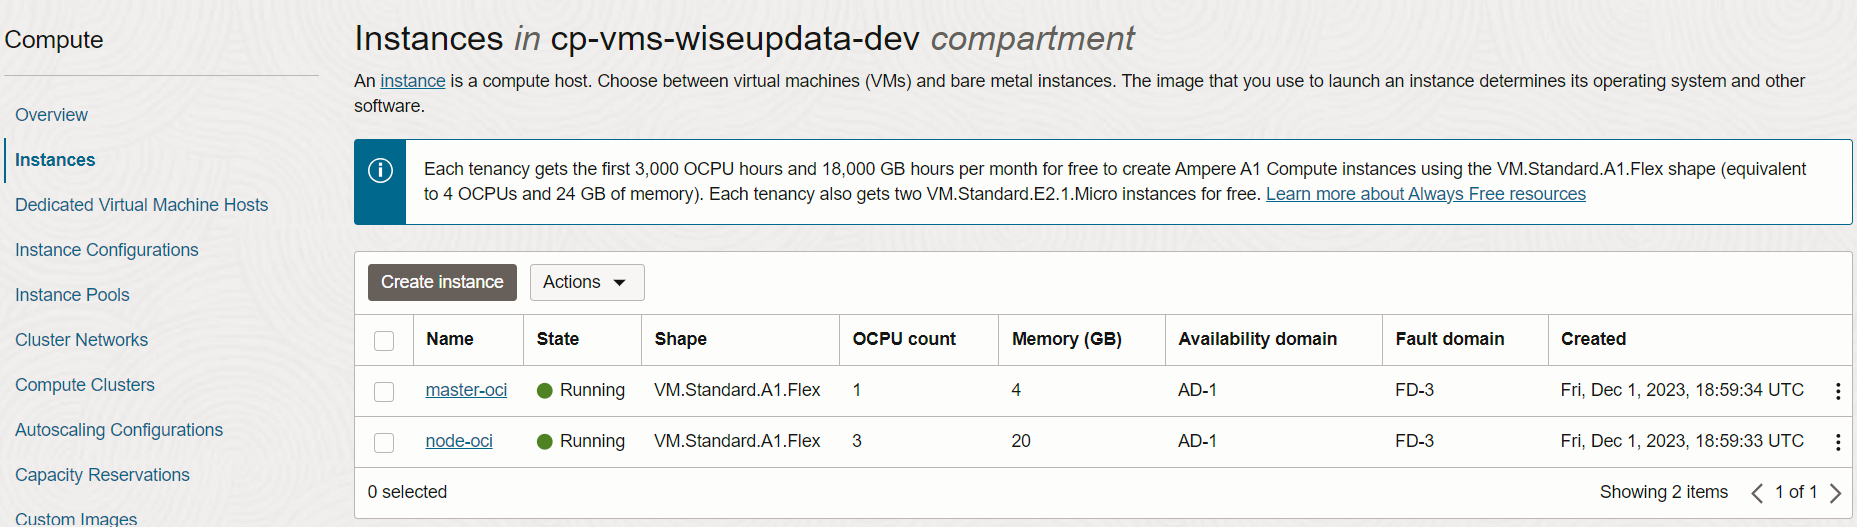 Compute
Overview
Instances
Dedicated Virtual Machine Hosts
Instance Configurations
Instance Pools
Cluster Networks
Compute Clusters
Autoscaling Configurations
Capacity Reservations
Custom Images
Instances in cp-vms-wiseupdata-dev compartment
An instance is a compute host. Choose between virtual machines (VMs) and bare metal instances. The image that you use to launch an instance determines its operating system and other
software.
Each tenancy gets the first 3,000 OCPU hours and 18,000 GB hours per month for free to create Ampere A1 Compute instances using the VM.Standard.A1.Flex shape (equivalent
to 4 OCPUs and 24 GB of memory). Each tenancy also gets two VM.Standard.E2.1.Micro instances for free. Learn more about Always Free resources
Create instance Actions
Name State Shape OCPU count Memory (GB) Availability domain Fault domain Created
master-oci Running VM.Standard.A1.Flex 1 4 AD-1 FD-3 Fri, Dec 1, 2023, 18:59:34 UTC
node-oci Running VM.Standard.A1.Flex 3 20 AD-1 FD-3 Fri, Dec 1, 2023, 18:59:33 UTC
0 selected Showing 2 items 1 of 1